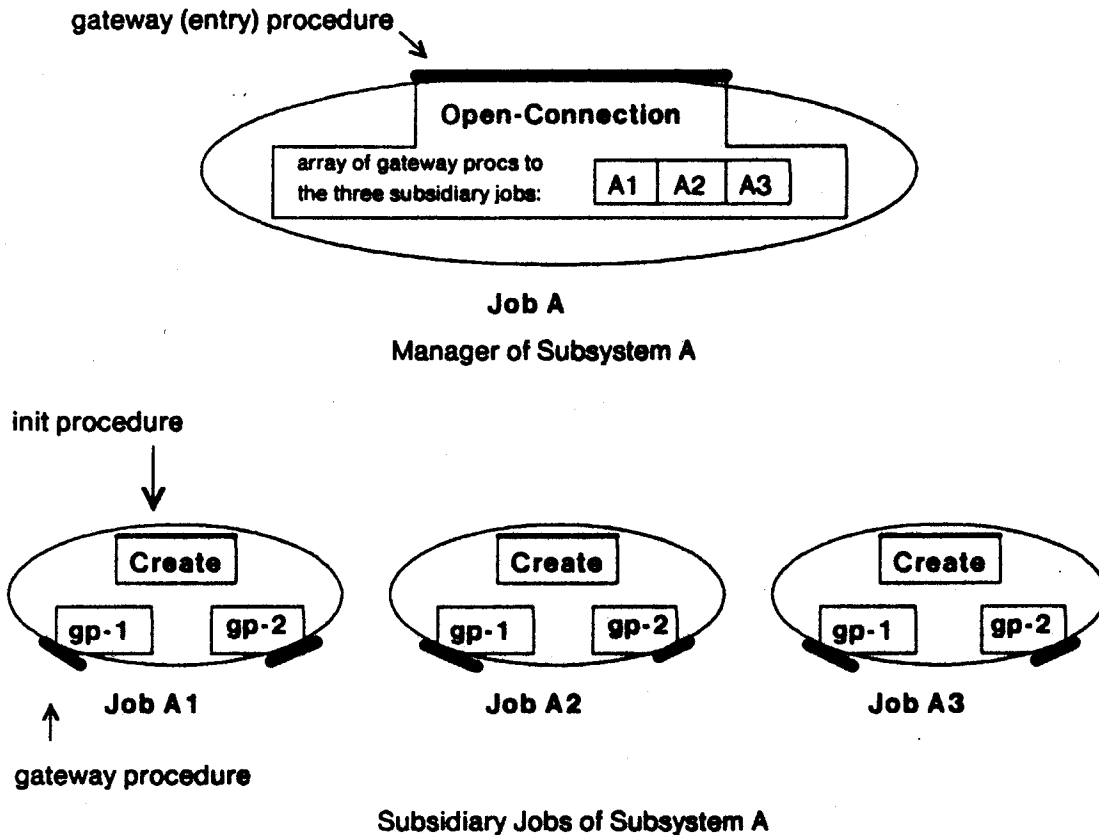 gateway (entry) procedure
Open-Connection
array of gateway procs to
the three subsidiary jobs:
A1 A2 A3
Job A
Manager of Subsystem A
init procedure
Create Create Create
gp-1 gp-2 gp-1 gp-2 gp-1 gp-2
Job A1 Job A2 Job A3
gateway procedure
Subsidiary Jobs of Subsystem A